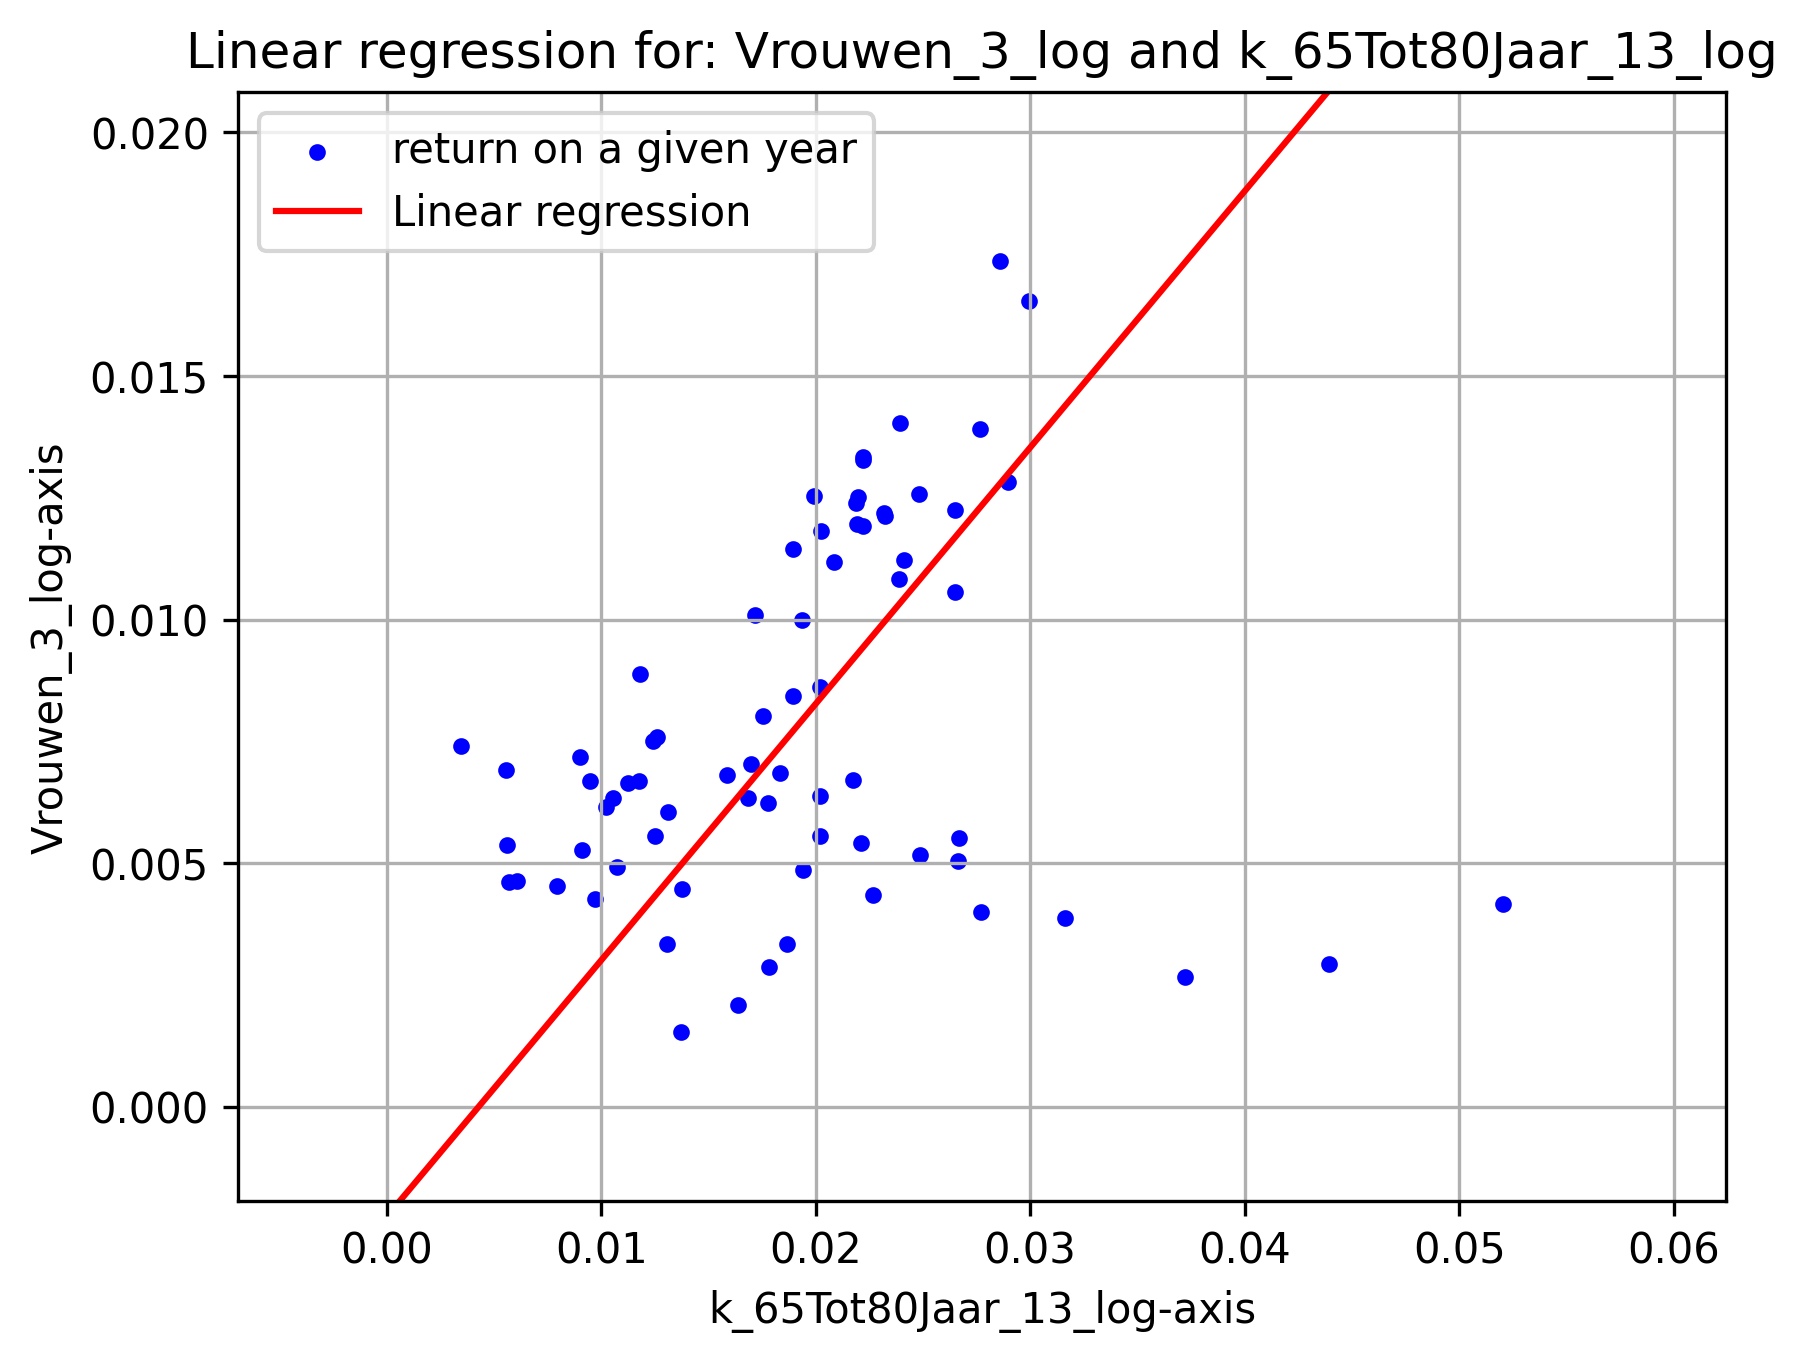 Linear regression for: Vrouwen_3_log and k_65Tot80Jaar_13_log
return on a given year
Linear regression
0.020
0.015
0.010
0.005
0.000
Vrouwen_3_log-axis
0.00 0.01 0.02 0.03 0.04 0.05 0.06
k_65Tot80Jaar_13_log-axis